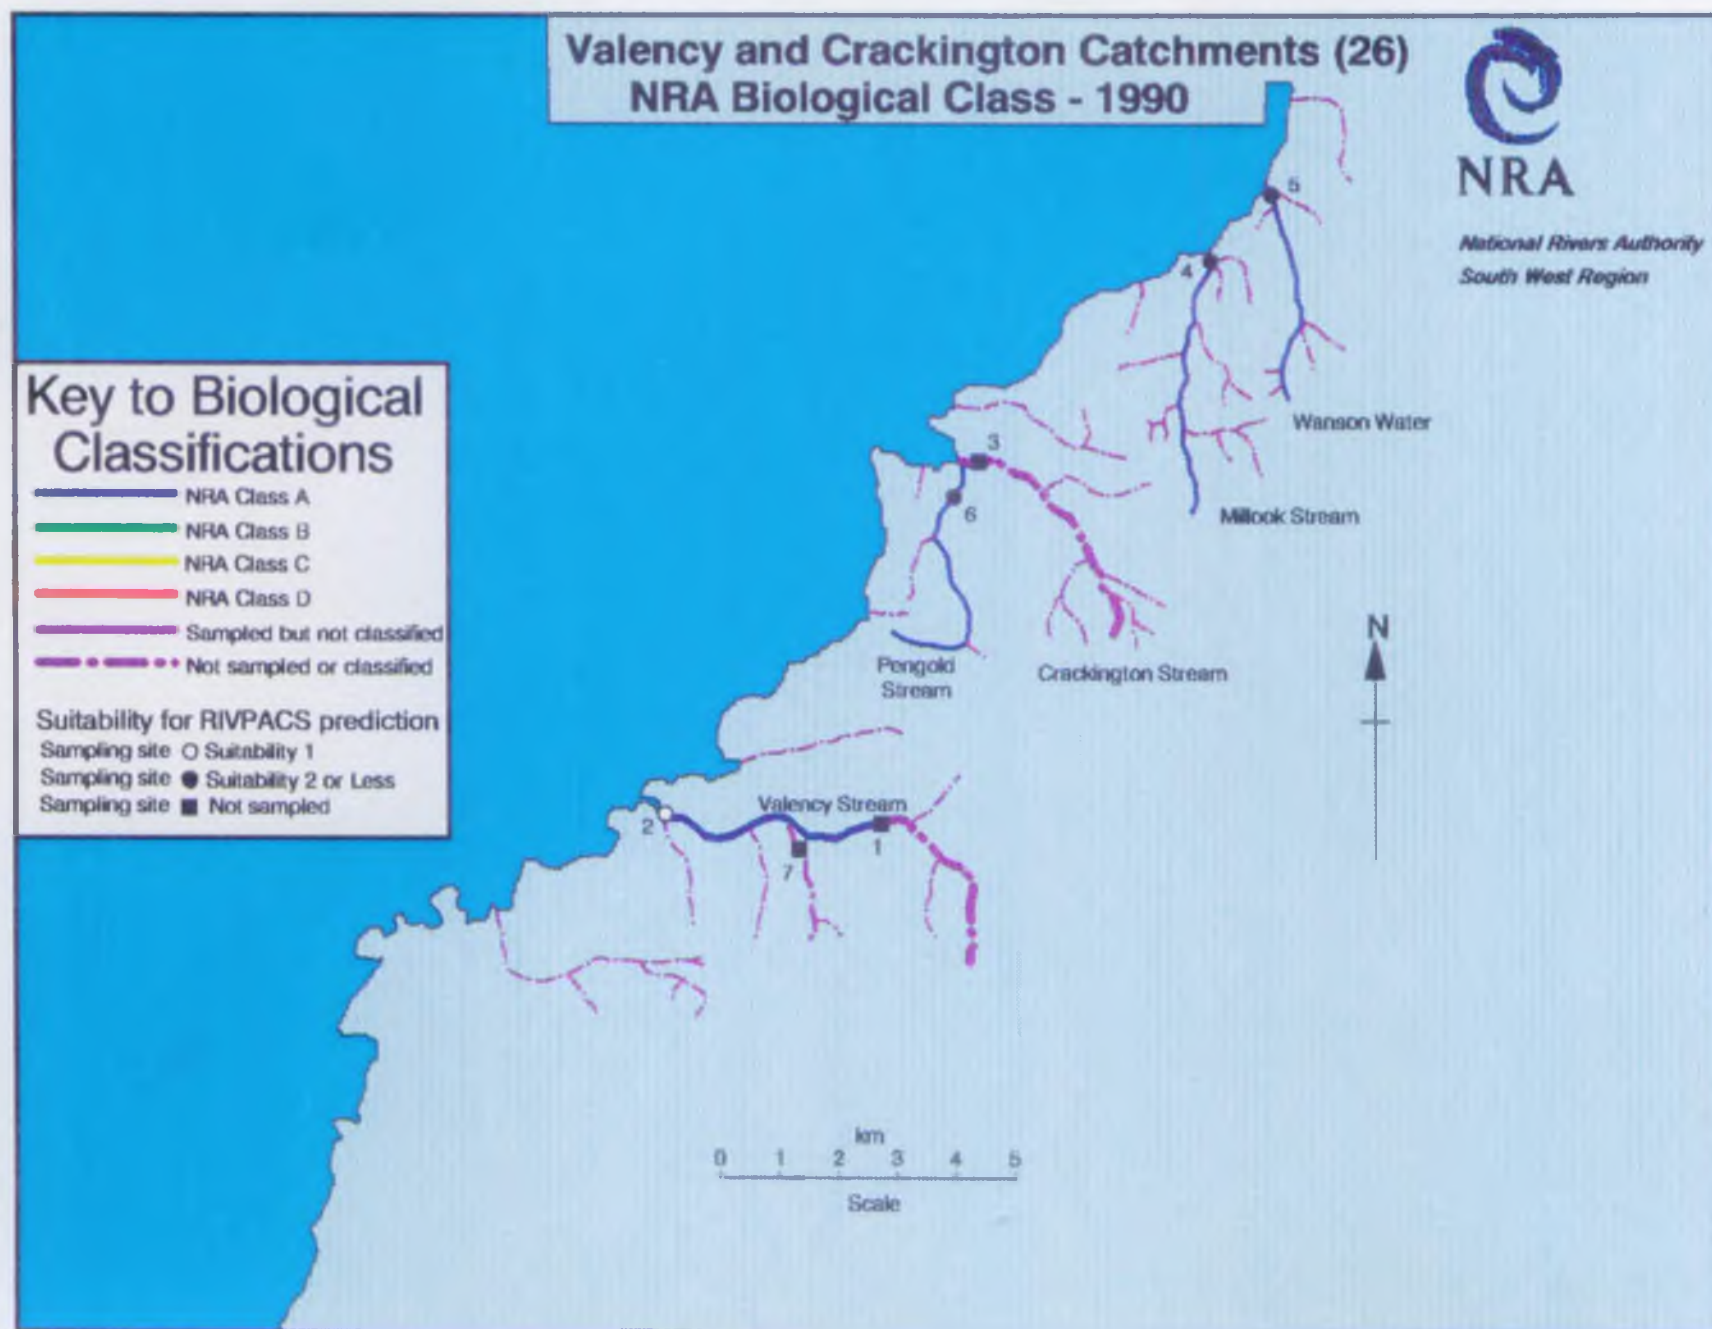 Valency and Crackington Catchments (26)
NRA Biological Class - 1990
NRA
National Rivers Authority
South West Region
5
4
Wanson Water
3
6
Millook Stream
Key to Biological
Classifications
NRA Class A
NRA Class B
NRA Class C
NRA Class D
Sampled but not classified
Not sampled or classified
Suitability for RIVPACS prediction
Sampling site Suitability 1
Sampling site Suitability 2 or Less
Sampling site Not sampled
N
Pengold
Stream
Crackington Stream
Valency Stream
2
1
7
km
0 1 2 3 4 5
Scale